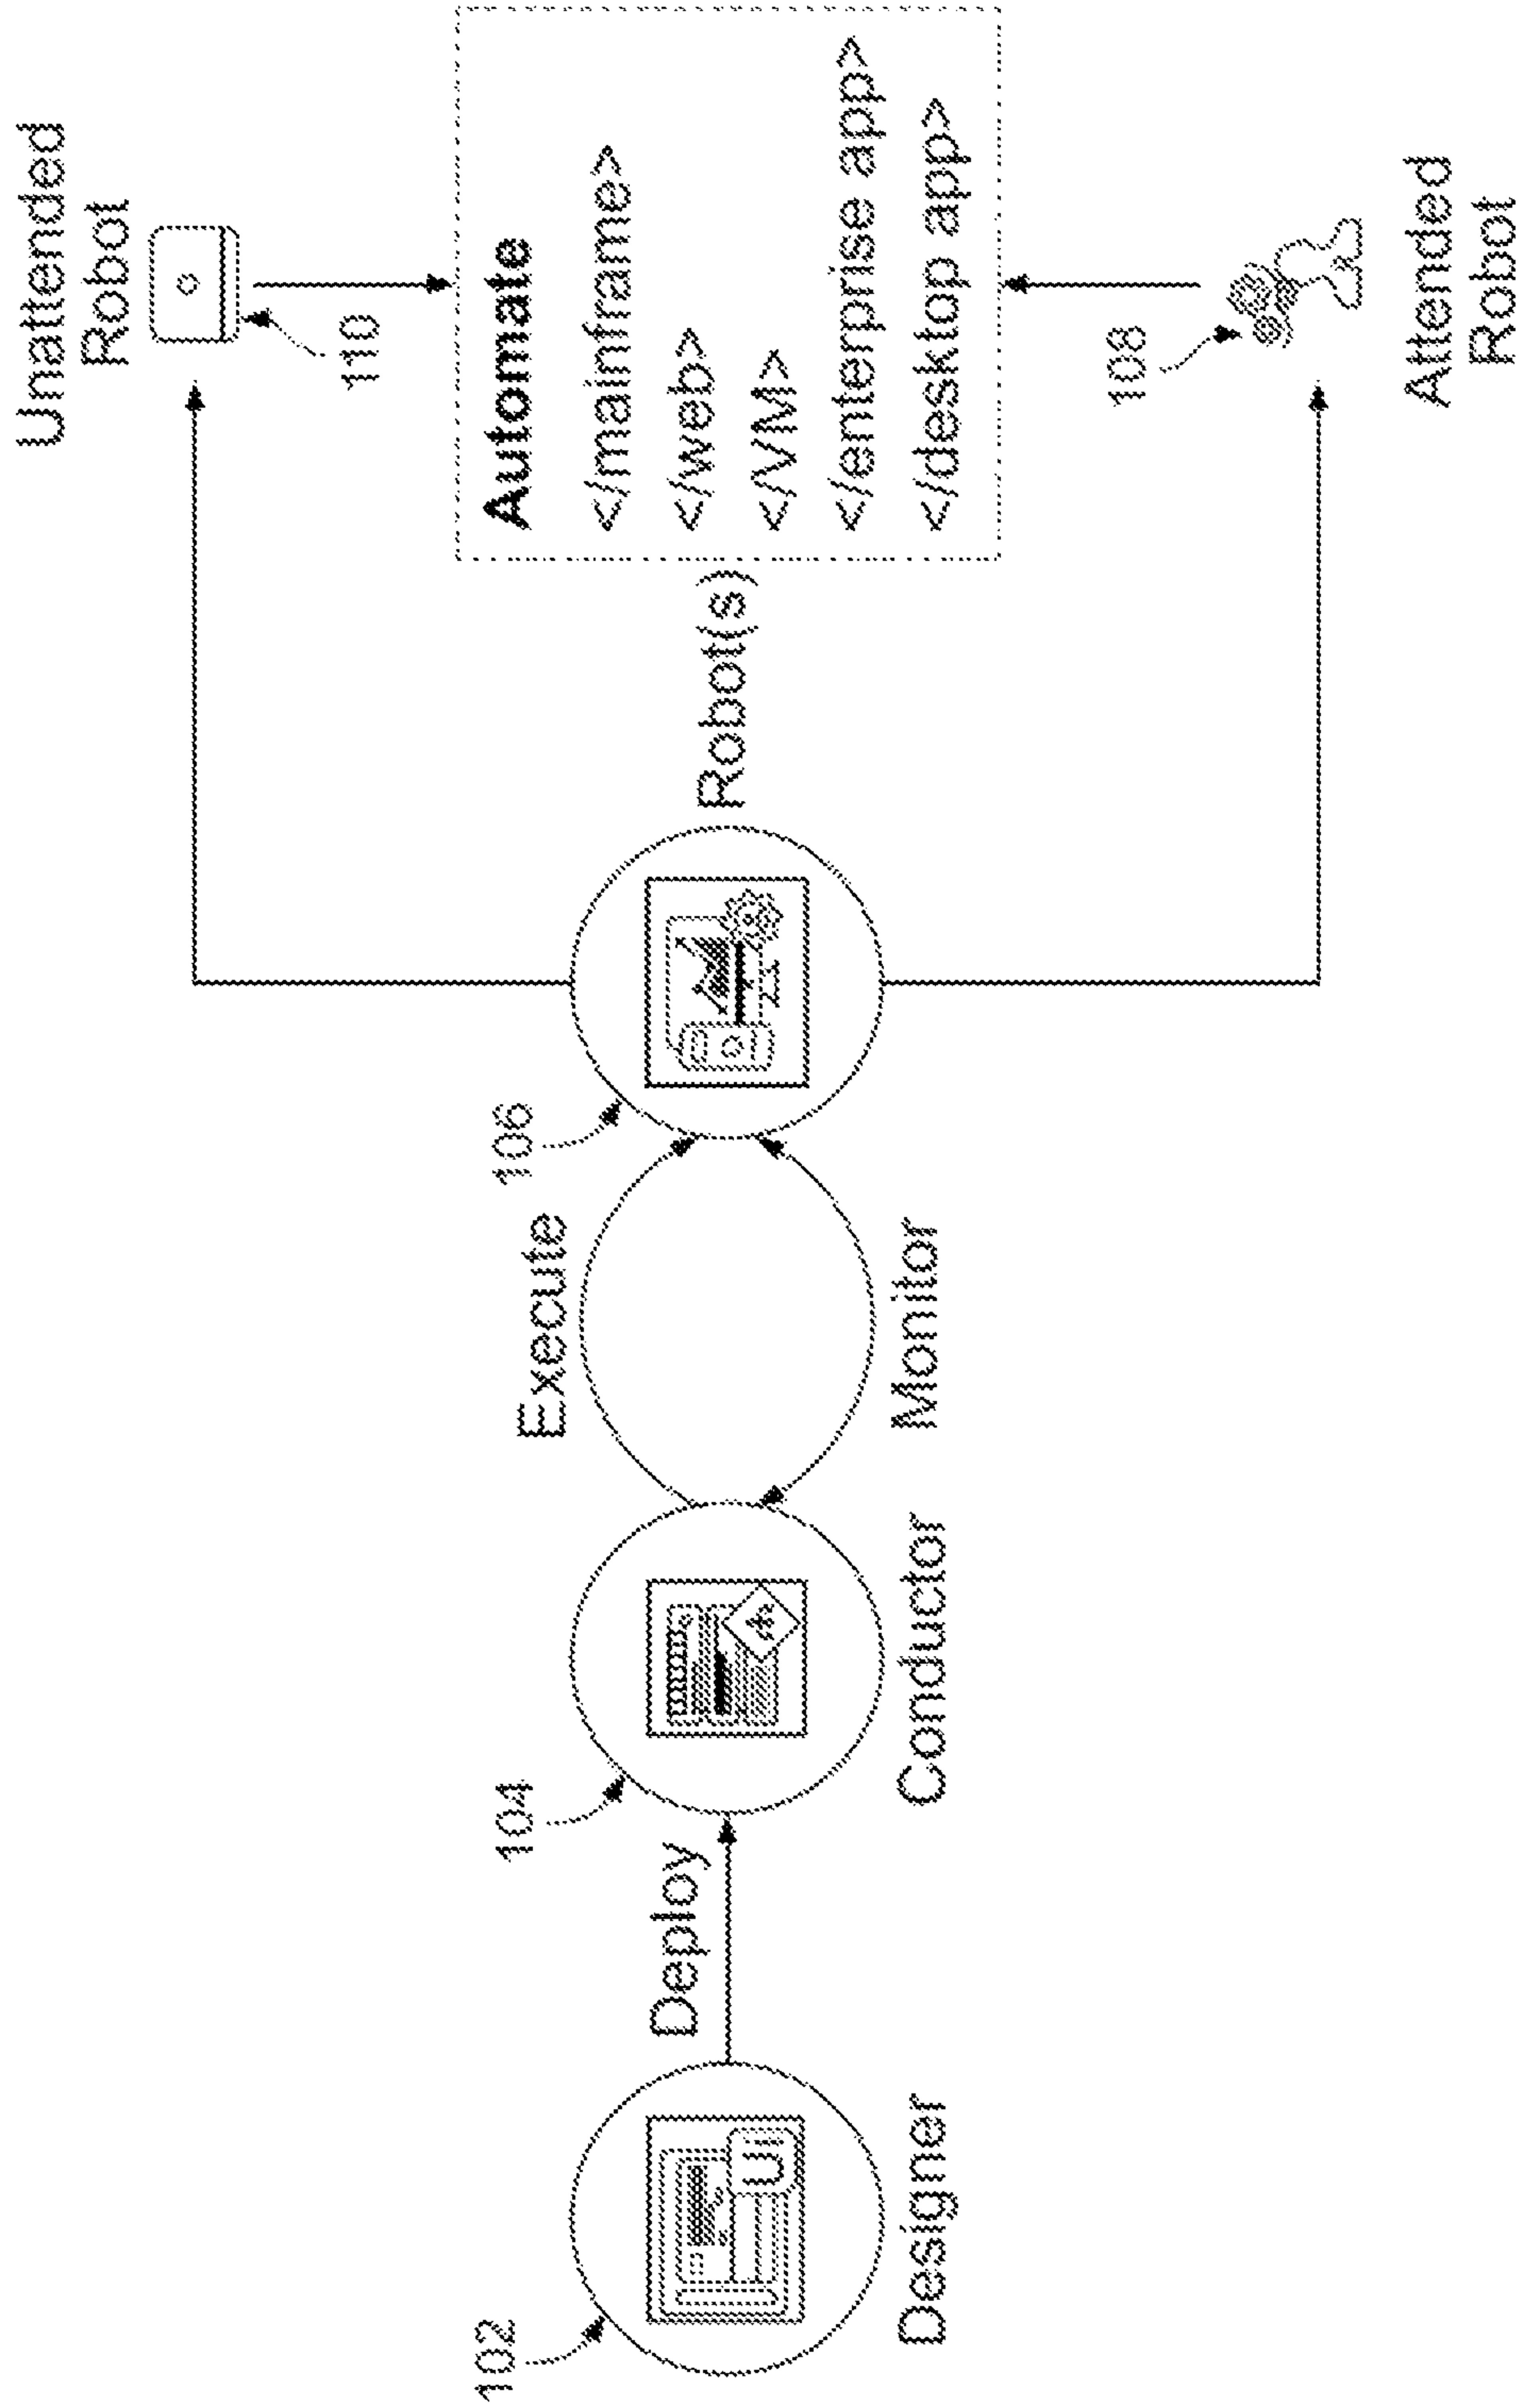 Unattended
Robot
110
102
Designer
Ui
Deploy
104
Conductor
Execute
Monitor
106
Robot(s)
Automate
</mainframe>
</web>
</VM>
</enterprise app>
</desktop app>
108
Attended
Robot